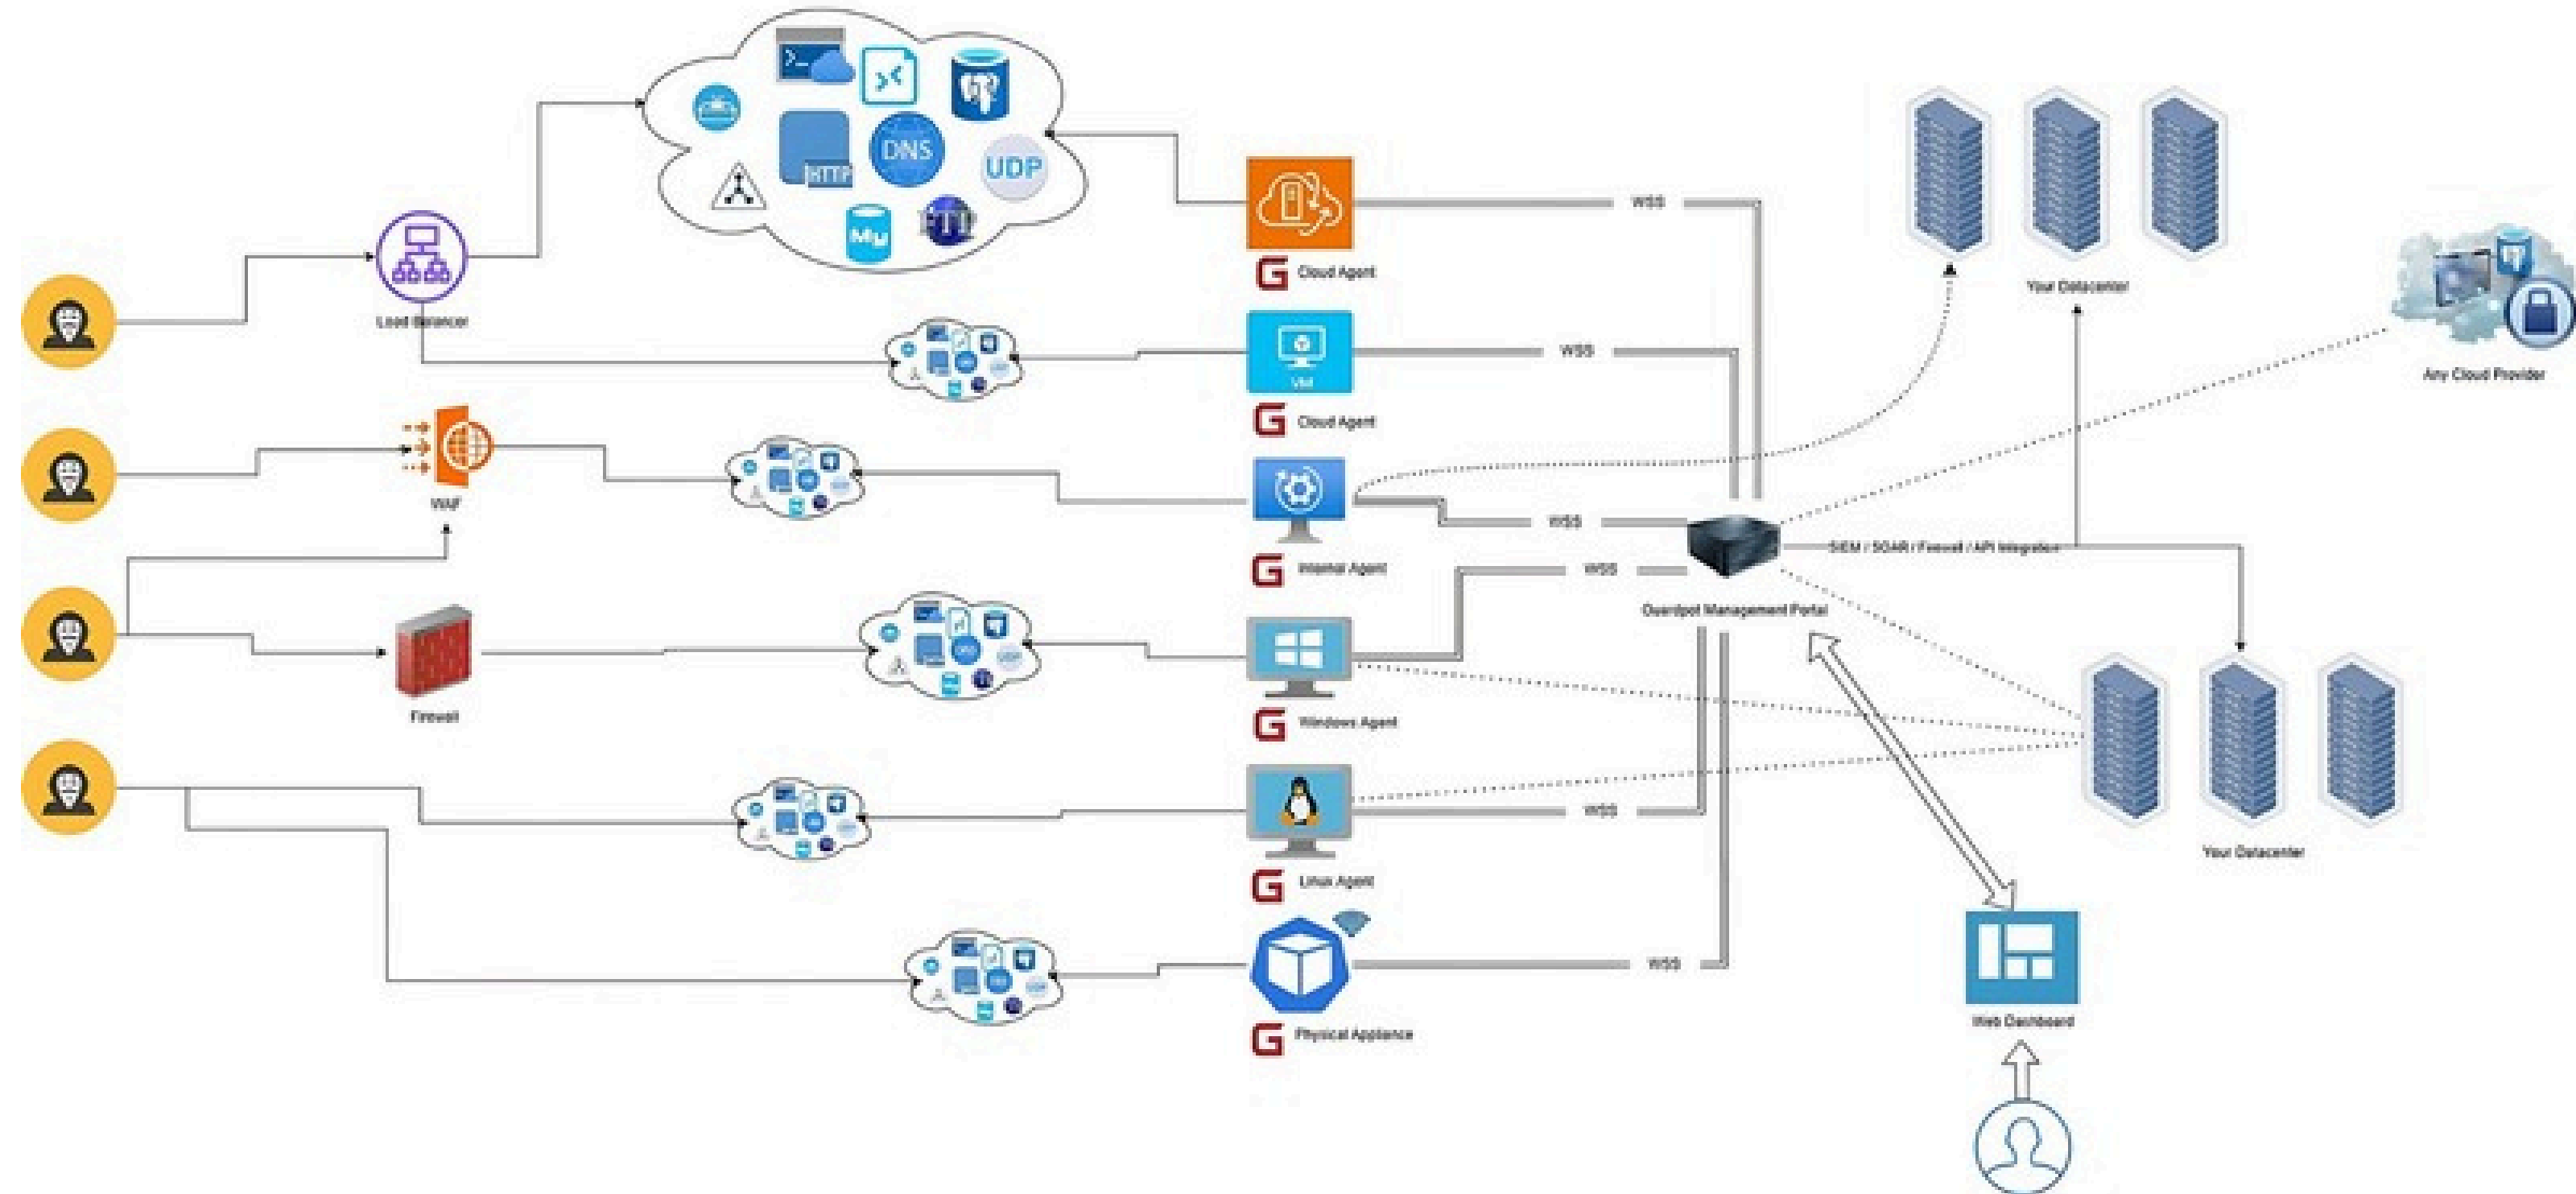 DNS
HTTP
UDP
FTP
My
WSS
G Cloud Agent
Your Datacenter
Load Balancer
VM
WSS
Any Cloud Provider
G Cloud Agent
WAF
WSS
SIEM / SOAR / Firewall / API Integration
G Internal Agent
WSS
Guardpot Management Portal
Firewall
G Windows Agent
WSS
Your Datacenter
G Linux Agent
WSS
Web Dashboard
G Physical Appliance